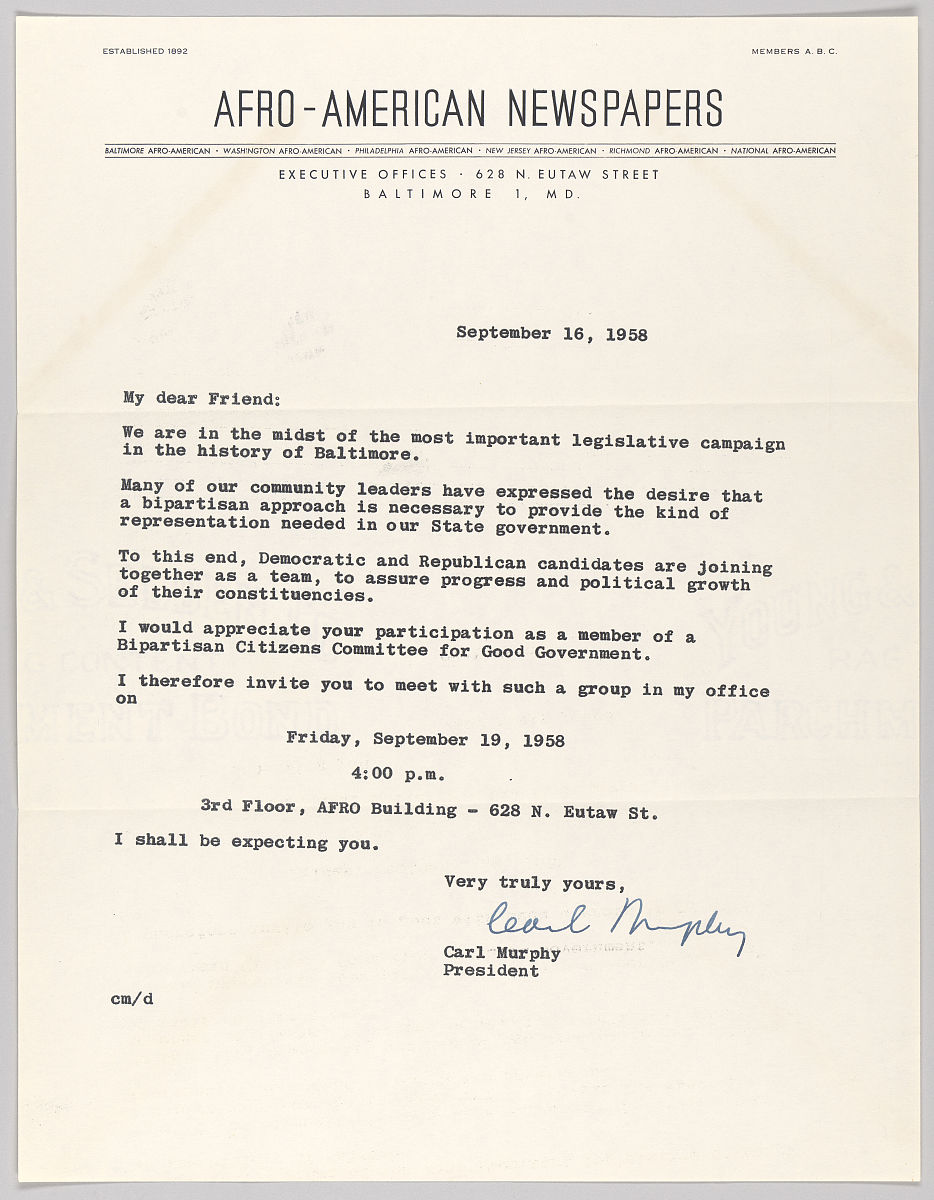 ESTABLISHED 1892
MEMBERS A. B. C.
AFRO-AMERICAN NEWSPAPERS
BALTIMORE AFRO-AMERICAN · WASHINGTON AFRO-AMERICAN · PHILADELPHIA AFRO-AMERICAN · NEW JERSEY AFRO-AMERICAN · RICHMOND AFRO-AMERICAN · NATIONAL AFRO-AMERICAN
EXECUTIVE OFFICES · 628 N. EUTAW STREET
BALTIMORE 1, MD.
September 16, 1958
My dear Friend:
We are in the midst of the most important legislative campaign
in the history of Baltimore.
Many of our community leaders have expressed the desire that
a bipartisan approach is necessary to provide the kind of
representation needed in our State government.
To this end, Democratic and Republican candidates are joining
together as a team, to assure progress and political growth
of their constituencies.
I would appreciate your participation as a member of a
Bipartisan Citizens Committee for Good Government.
I therefore invite you to meet with such a group in my office
on
Friday, September 19, 1958
4:00 p.m.
3rd Floor, AFRO Building - 628 N. Eutaw St.
I shall be expecting you.
Very truly yours,
Carl Murphy
Carl Murphy
President
cm/d